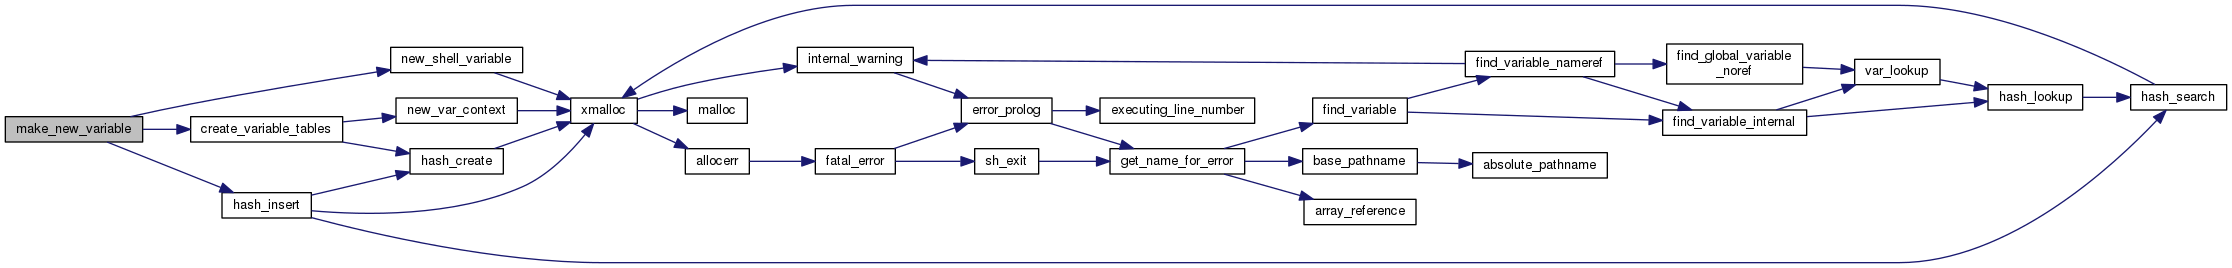 make_new_variable
new_shell_variable
create_variable_tables
new_var_context
hash_create
hash_insert
xmalloc
internal_warning
malloc
allocerr
fatal_error
error_prolog
sh_exit
executing_line_number
get_name_for_error
find_variable
base_pathname
array_reference
find_variable_nameref
absolute_pathname
find_global_variable
_noref
find_variable_internal
var_lookup
hash_lookup
hash_search